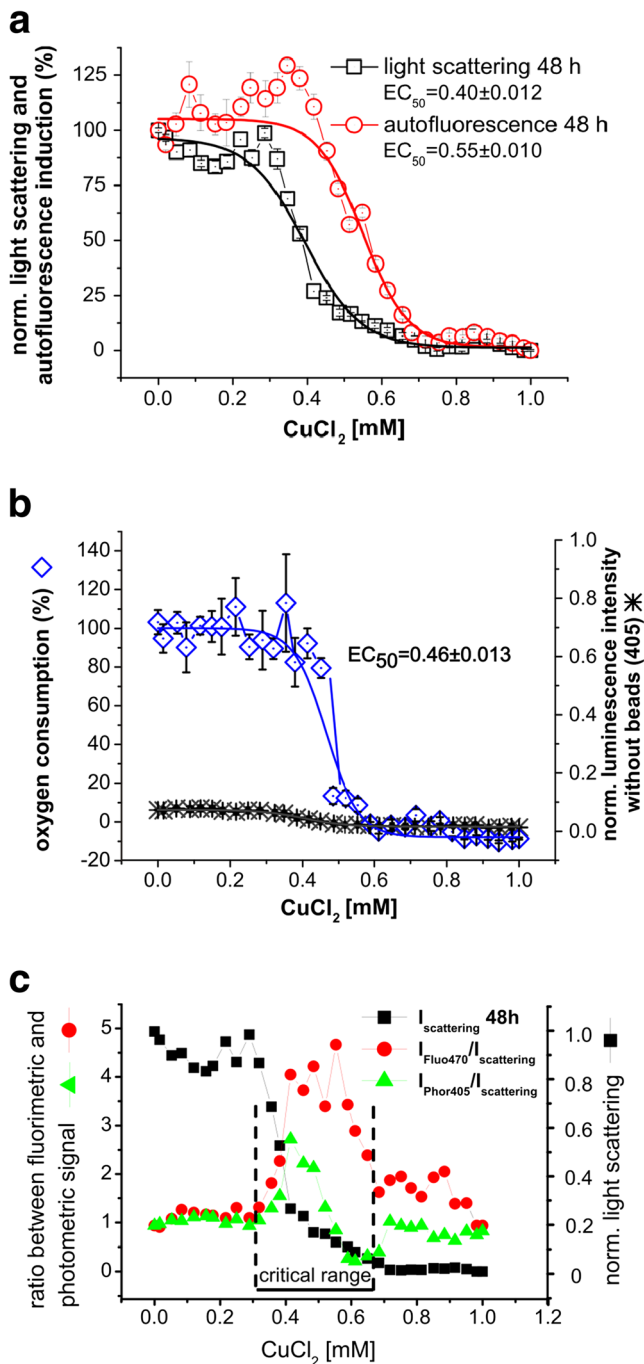 a
norm. light scattering and
autofluorescence induction (%)
125
100
75
50
25
0
light scattering 48 h
EC50=0.40±0.012
autofluorescence 48 h
EC50=0.55±0.010
0.0 0.2 0.4 0.6 0.8 1.0
CuCl2 [mM]
b
oxygen consumption (%)
140
120
100
80
60
40
20
0
-20
EC50=0.46±0.013
1.0
0.8
0.6
0.4
0.2
0.0
norm. luminescence intensity
without beads (405)
0.0 0.2 0.4 0.6 0.8 1.0
CuCl2 [mM]
c
ratio between fluorimetric and
photometric signal
5
4
3
2
1
0
Iscattering 48h
IFluo470/Iscattering
IPhor405/Iscattering
critical range
1.0
0.8
0.6
0.4
0.2
0
norm. light scattering
0.0 0.2 0.4 0.6 0.8 1.0
CuCl2 [mM]